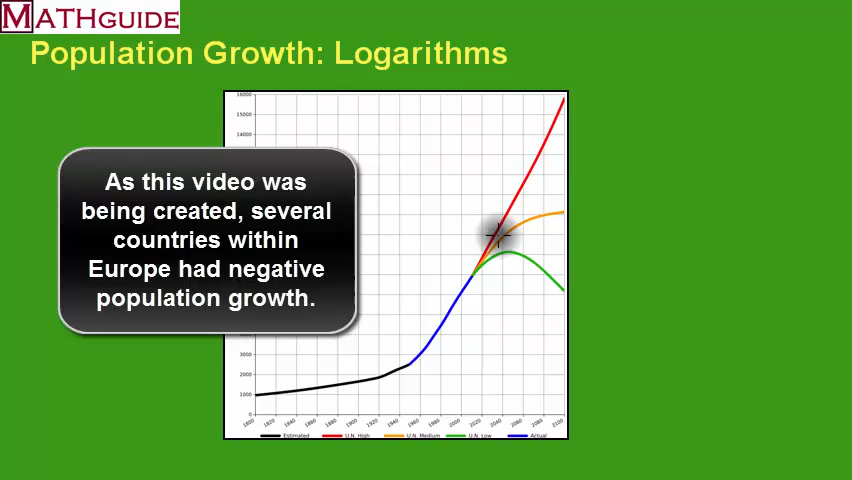 MATHGUIDE
Population Growth: Logarithms
16000
15000
14000
As this video was
being created, several
countries within
Europe had negative
population growth.
3000
2000
1000
0
1800 1820 1840 1860 1880 1900 1920 1940 1960 1980 2000 2020 2040 2060 2080 2100
Estimated U.N. High U.N. Medium U.N. Low Actual